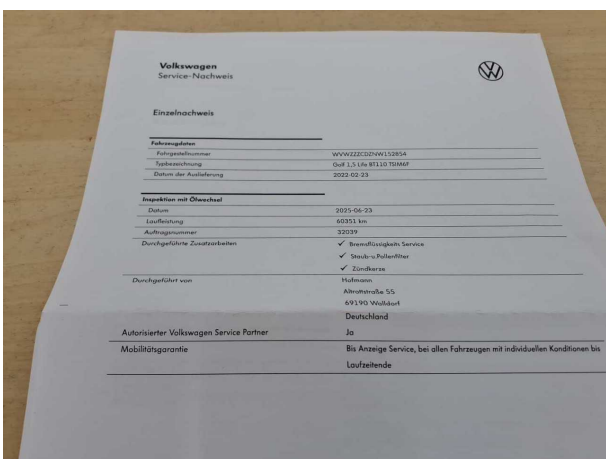 Volkswagen
Service-Nachweis
Einzelnachweis
Fahrzeugdaten
Fahrgestellnummer WVWZZZCDZNW152854
Typbezeichnung Golf 1,5 Life BT110 TSIM6F
Datum der Auslieferung 2022-02-23
Inspektion mit Ölwechsel
Datum 2025-06-23
Laufleistung 60351 km
Auftragsnummer 32039
Durchgeführte Zusatzarbeiten ✓ Bremsflüssigkeits Service
✓ Staub-u.Pollenfilter
✓ Zündkerze
Durchgeführt von Hofmann
Altrottstraße 55
69190 Walldorf
Deutschland
Autorisierter Volkswagen Service Partner Ja
Mobilitätsgarantie Bis Anzeige Service, bei allen Fahrzeugen mit individuellen Konditionen bis
Laufzeitende